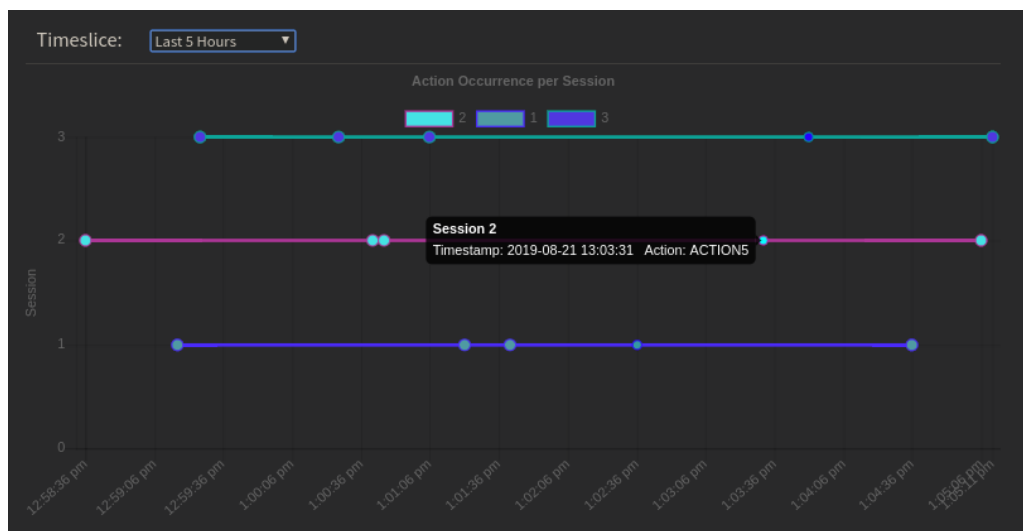 Timeslice: Last 5 Hours
Action Occurrence per Session
2 1 3
3
Session 2
Timestamp: 2019-08-21 13:03:31 Action: ACTION5
2
Session
1
0
12:58:36 pm
12:59:06 pm
12:59:36 pm
1:00:06 pm
1:00:36 pm
1:01:06 pm
1:01:36 pm
1:02:06 pm
1:02:36 pm
1:03:06 pm
1:03:36 pm
1:04:06 pm
1:04:36 pm
1:05:06 pm
1:05:11 pm